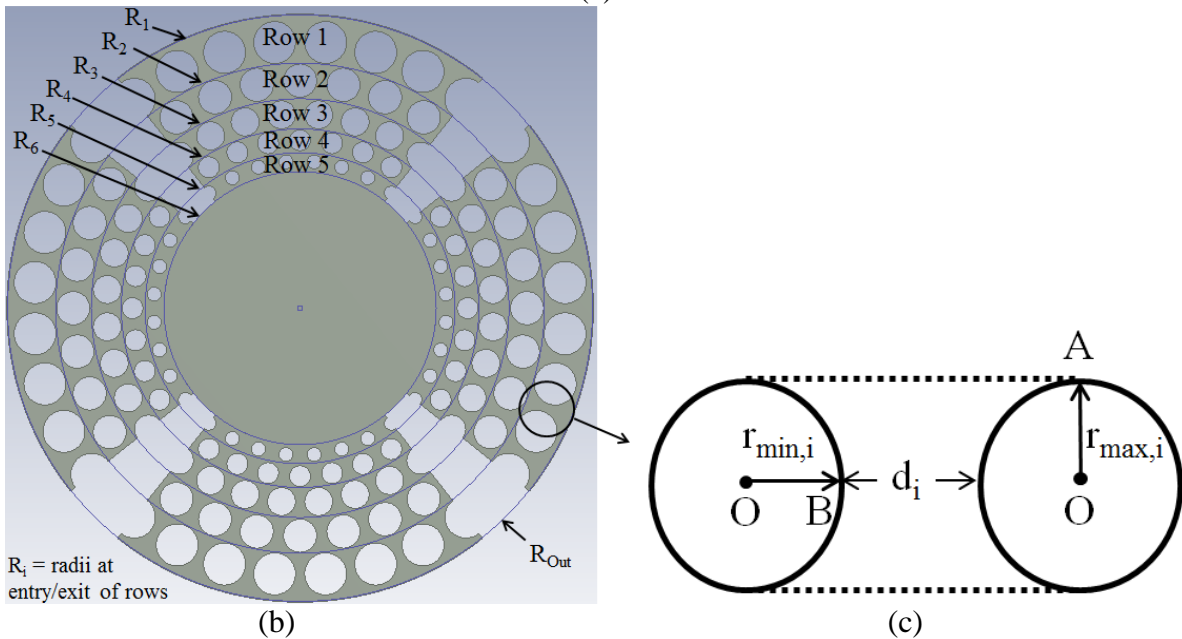 R1
R2
R3
R4
R5
R6
Row 1
Row 2
Row 3
Row 4
Row 5
ROut
Ri = radii at
entry/exit of rows
(b)
A
rmin,i
di
rmax,i
O
B
O
(c)